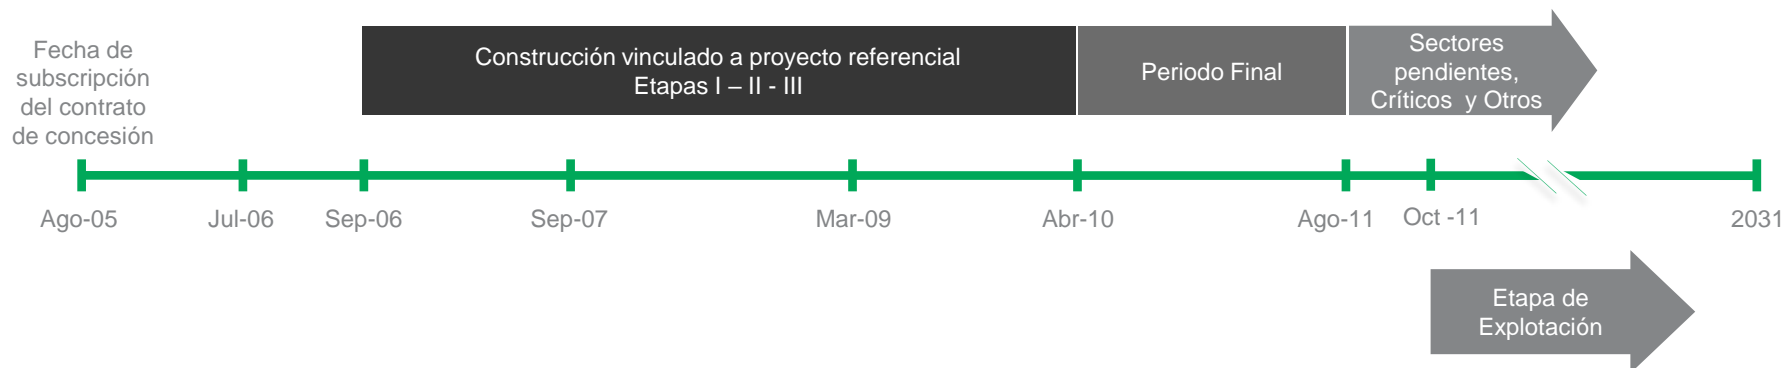 Fecha de
subscripción
del contrato
de concesión
Construcción vinculado a proyecto referencial
Etapas I – II - III
Periodo Final
Sectores
pendientes,
Críticos  y Otros
Ago-05
Jul-06
Sep-06
Sep-07
Mar-09
Abr-10
Ago-11
Oct -11
2031
Etapa de
Explotación